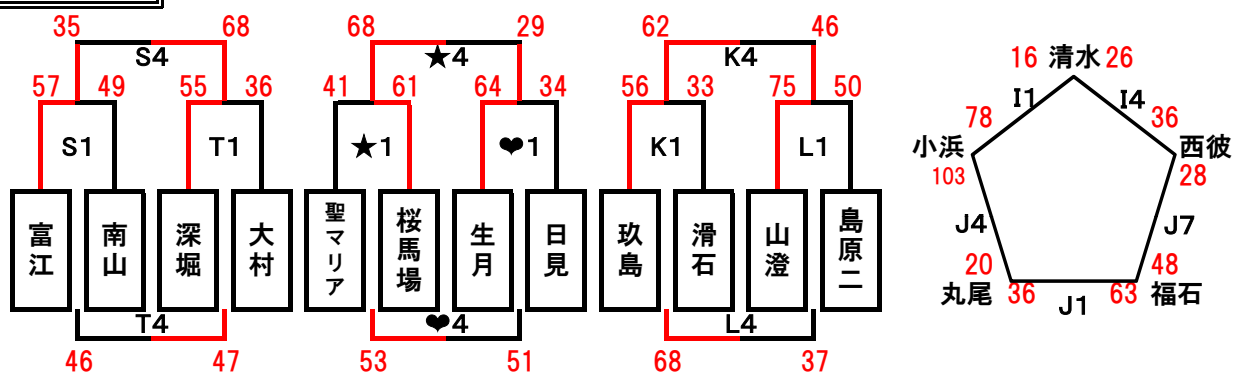 35 68 68 29 62 46
S4 ★4 K4
16 清水 26
57 49 55 36 41 61 64 34 56 33 75 50
I1 I4
78 36
S1 T1 ★1 ❤1 K1 L1
小浜 西彼
103 28
富江 南山 深堀 大村 聖マリア 桜馬場 生月 日見 玖島 滑石 山澄 島原二
J4 J7
20 48
丸尾 36 63 福石
J1
T4 ❤4 L4
46 47 53 51 68 37